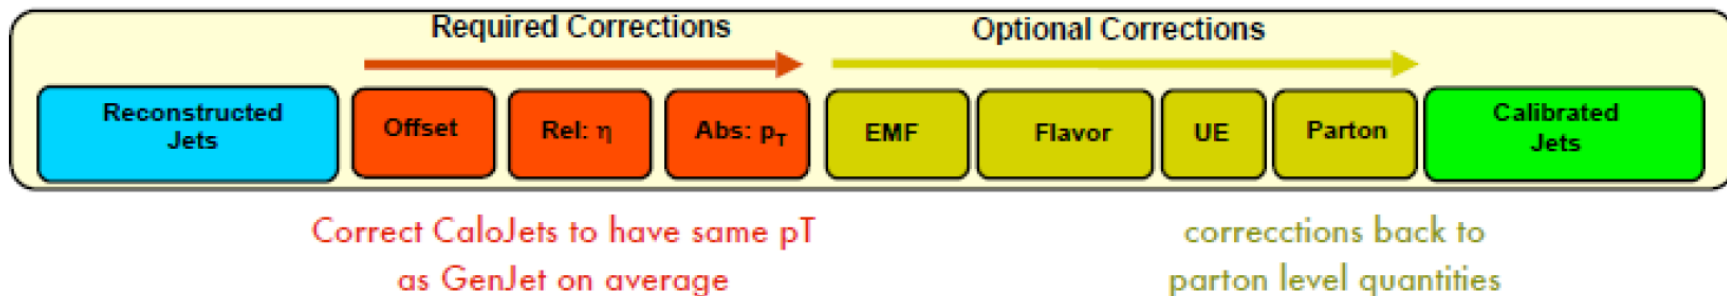 Required Corrections
Optional Corrections
Reconstructed
Jets
Offset
Rel: η
Abs: pT
EMF
Flavor
UE
Parton
Calibrated
Jets
Correct CaloJets to have same pT
as GenJet on average
correcctions back to
parton level quantities